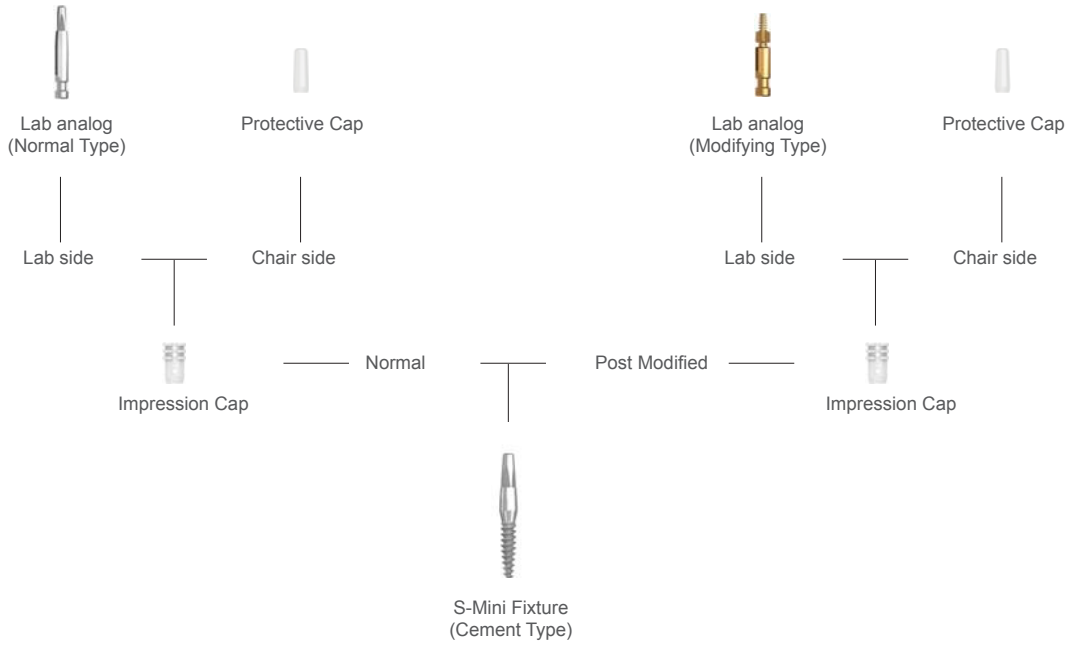 Lab analog
(Normal Type)
Protective Cap
Lab analog
(Modifying Type)
Protective Cap
Lab side
Chair side
Lab side
Chair side
Normal
Post Modified
Impression Cap
Impression Cap
S-Mini Fixture
(Cement Type)